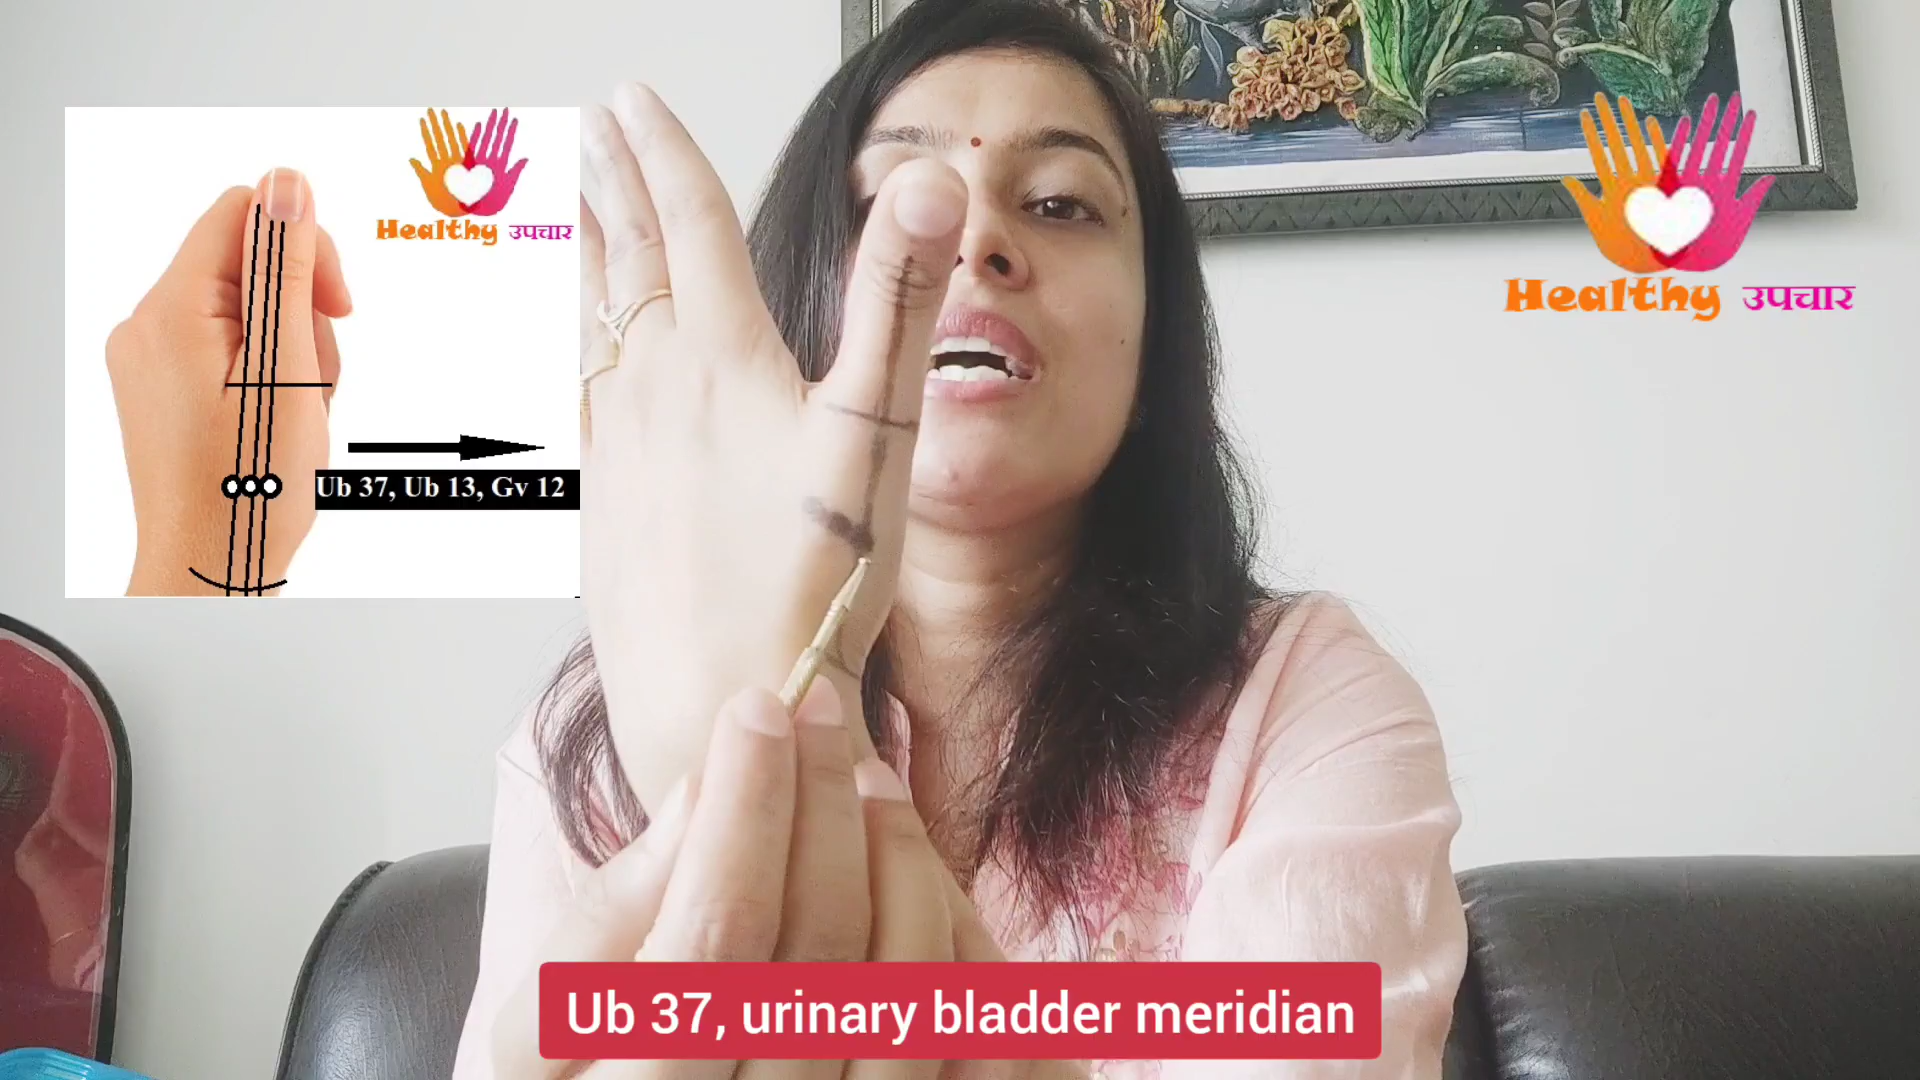 Healthy उपचार
Ub 37, Ub 13, Gv 12
Healthy उपचार
Ub 37, urinary bladder meridian